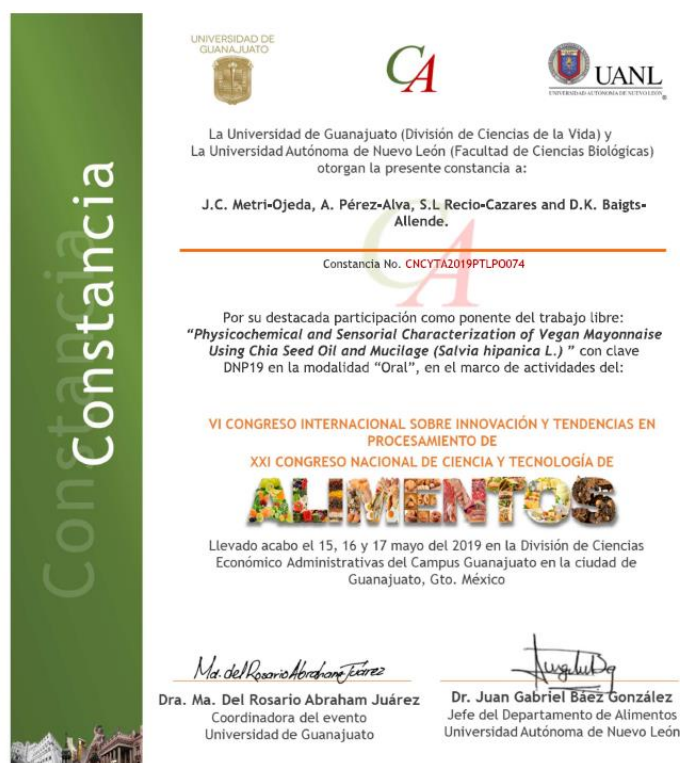 Constancia
Constancia
UNIVERSIDAD DE
GUANAJUATO
CA
UANL
UNIVERSIDAD AUTÓNOMA DE NUEVO LEÓN
La Universidad de Guanajuato (División de Ciencias de la Vida) y
La Universidad Autónoma de Nuevo León (Facultad de Ciencias Biológicas)
otorgan la presente constancia a:
J.C. Metri-Ojeda, A. Pérez-Alva, S.L Recio-Cazares and D.K. Baigts-
Allende.
CA
Constancia No. CNCYTA2019PTLPO074
Por su destacada participación como ponente del trabajo libre:
“Physicochemical and Sensorial Characterization of Vegan Mayonnaise
Using Chia Seed Oil and Mucilage (Salvia hipanica L.) ” con clave
DNP19 en la modalidad “Oral”, en el marco de actividades del:
VI CONGRESO INTERNACIONAL SOBRE INNOVACIÓN Y TENDENCIAS EN
PROCESAMIENTO DE
XXI CONGRESO NACIONAL DE CIENCIA Y TECNOLOGÍA DE
ALIMENTOS
Llevado acabo el 15, 16 y 17 mayo del 2019 en la División de Ciencias
Económico Administrativas del Campus Guanajuato en la ciudad de
Guanajuato, Gto. México
Ma. del Rosario Abraham Juárez
Dra. Ma. Del Rosario Abraham Juárez
Coordinadora del evento
Universidad de Guanajuato
Dr. Juan Gabriel Báez González
Jefe del Departamento de Alimentos
Universidad Autónoma de Nuevo León